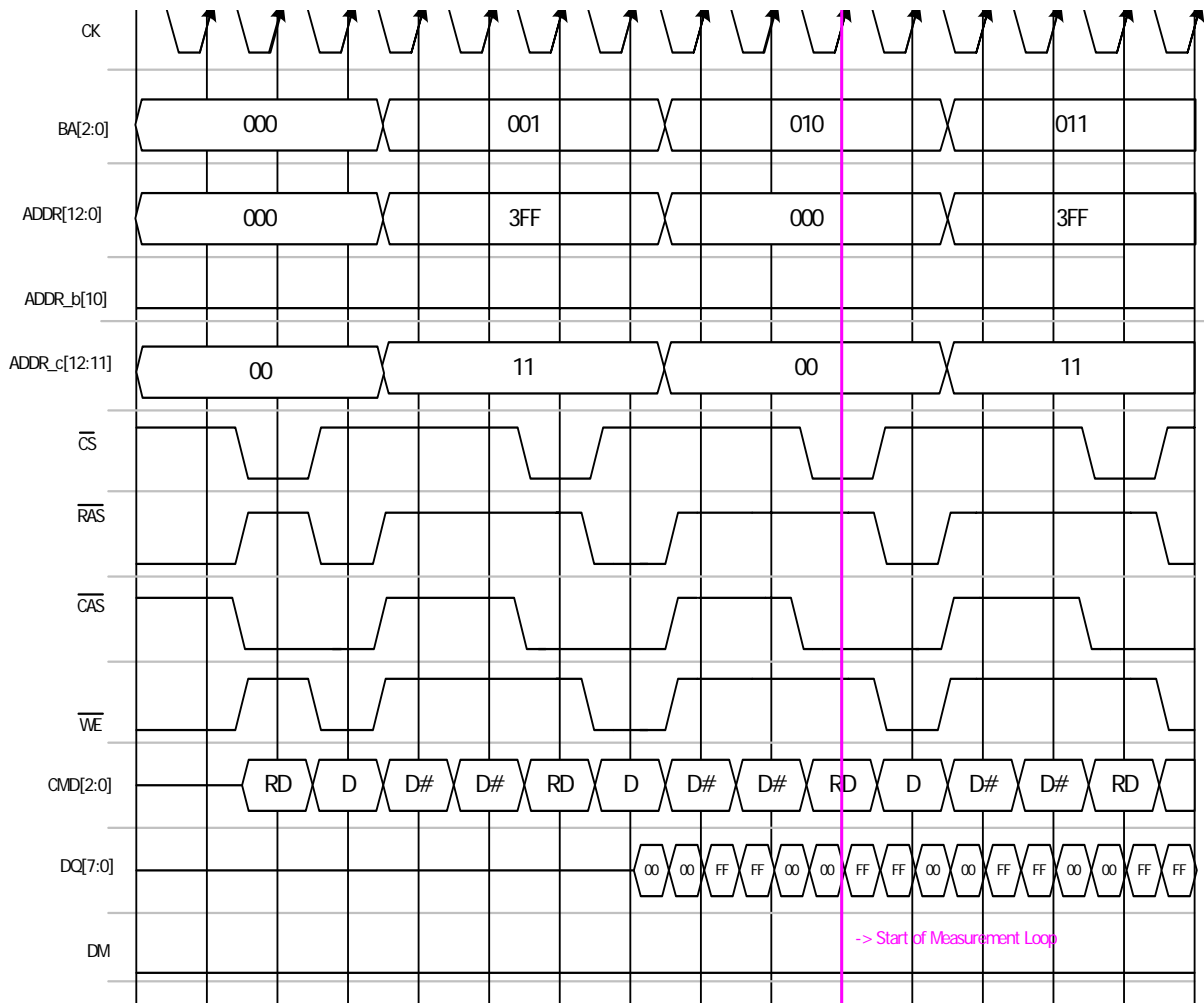 CK
BA[2:0] 000 001 010 011
ADDR[12:0] 000 3FF 000 3FF
ADDR_b[10]
ADDR_c[12:11] 00 11 00 11
CS
RAS
CAS
WE
CMD[2:0] RD D D# D# RD D D# D# RD D D# D# RD
DQ[7:0] 00 00 FF FF 00 00 FF FF 00 00 FF FF 00 00 FF FF
-> Start of Measurement Loop
DM